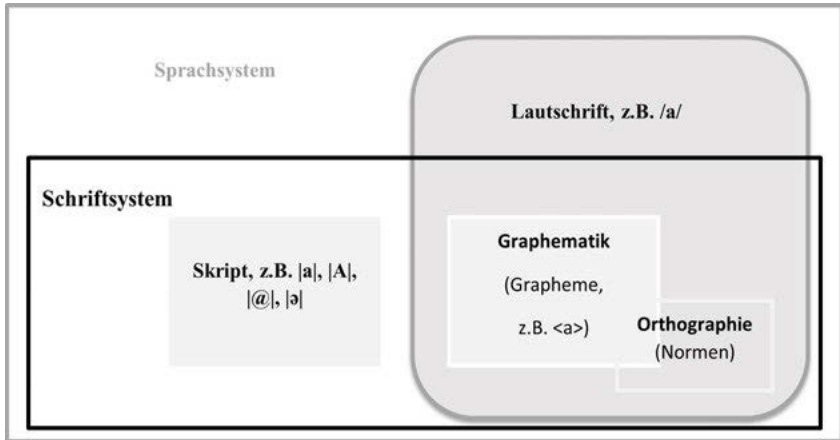 Sprachsystem
Lautschrift, z.B. /a/
Schriftsystem
Skript, z.B. |a|, |A|,
|@|, |ə|
Graphematik
(Grapheme,
z.B. <a>)
Orthographie
(Normen)